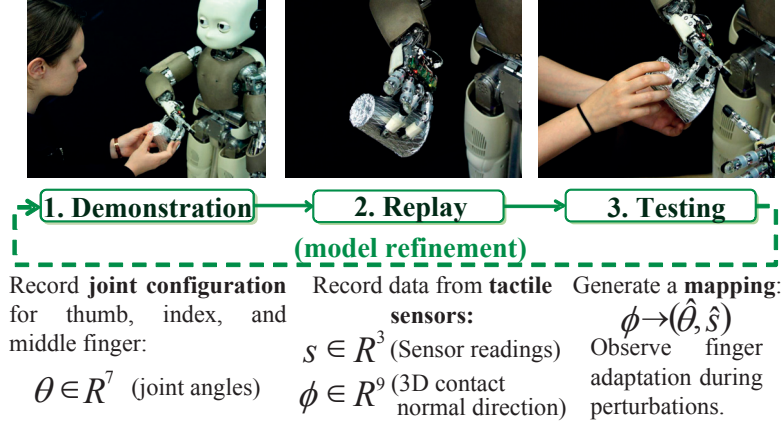 1. Demonstration
2. Replay
3. Testing
(model refinement)
Record joint configuration
for thumb, index, and
middle finger:
θ ∈ R⁷ (joint angles)
Record data from tactile
sensors:
s ∈ R³ (Sensor readings)
ϕ ∈ R⁹ (3D contact
normal direction)
Generate a mapping:
ϕ→(θ̂, ŝ)
Observe finger
adaptation during
perturbations.